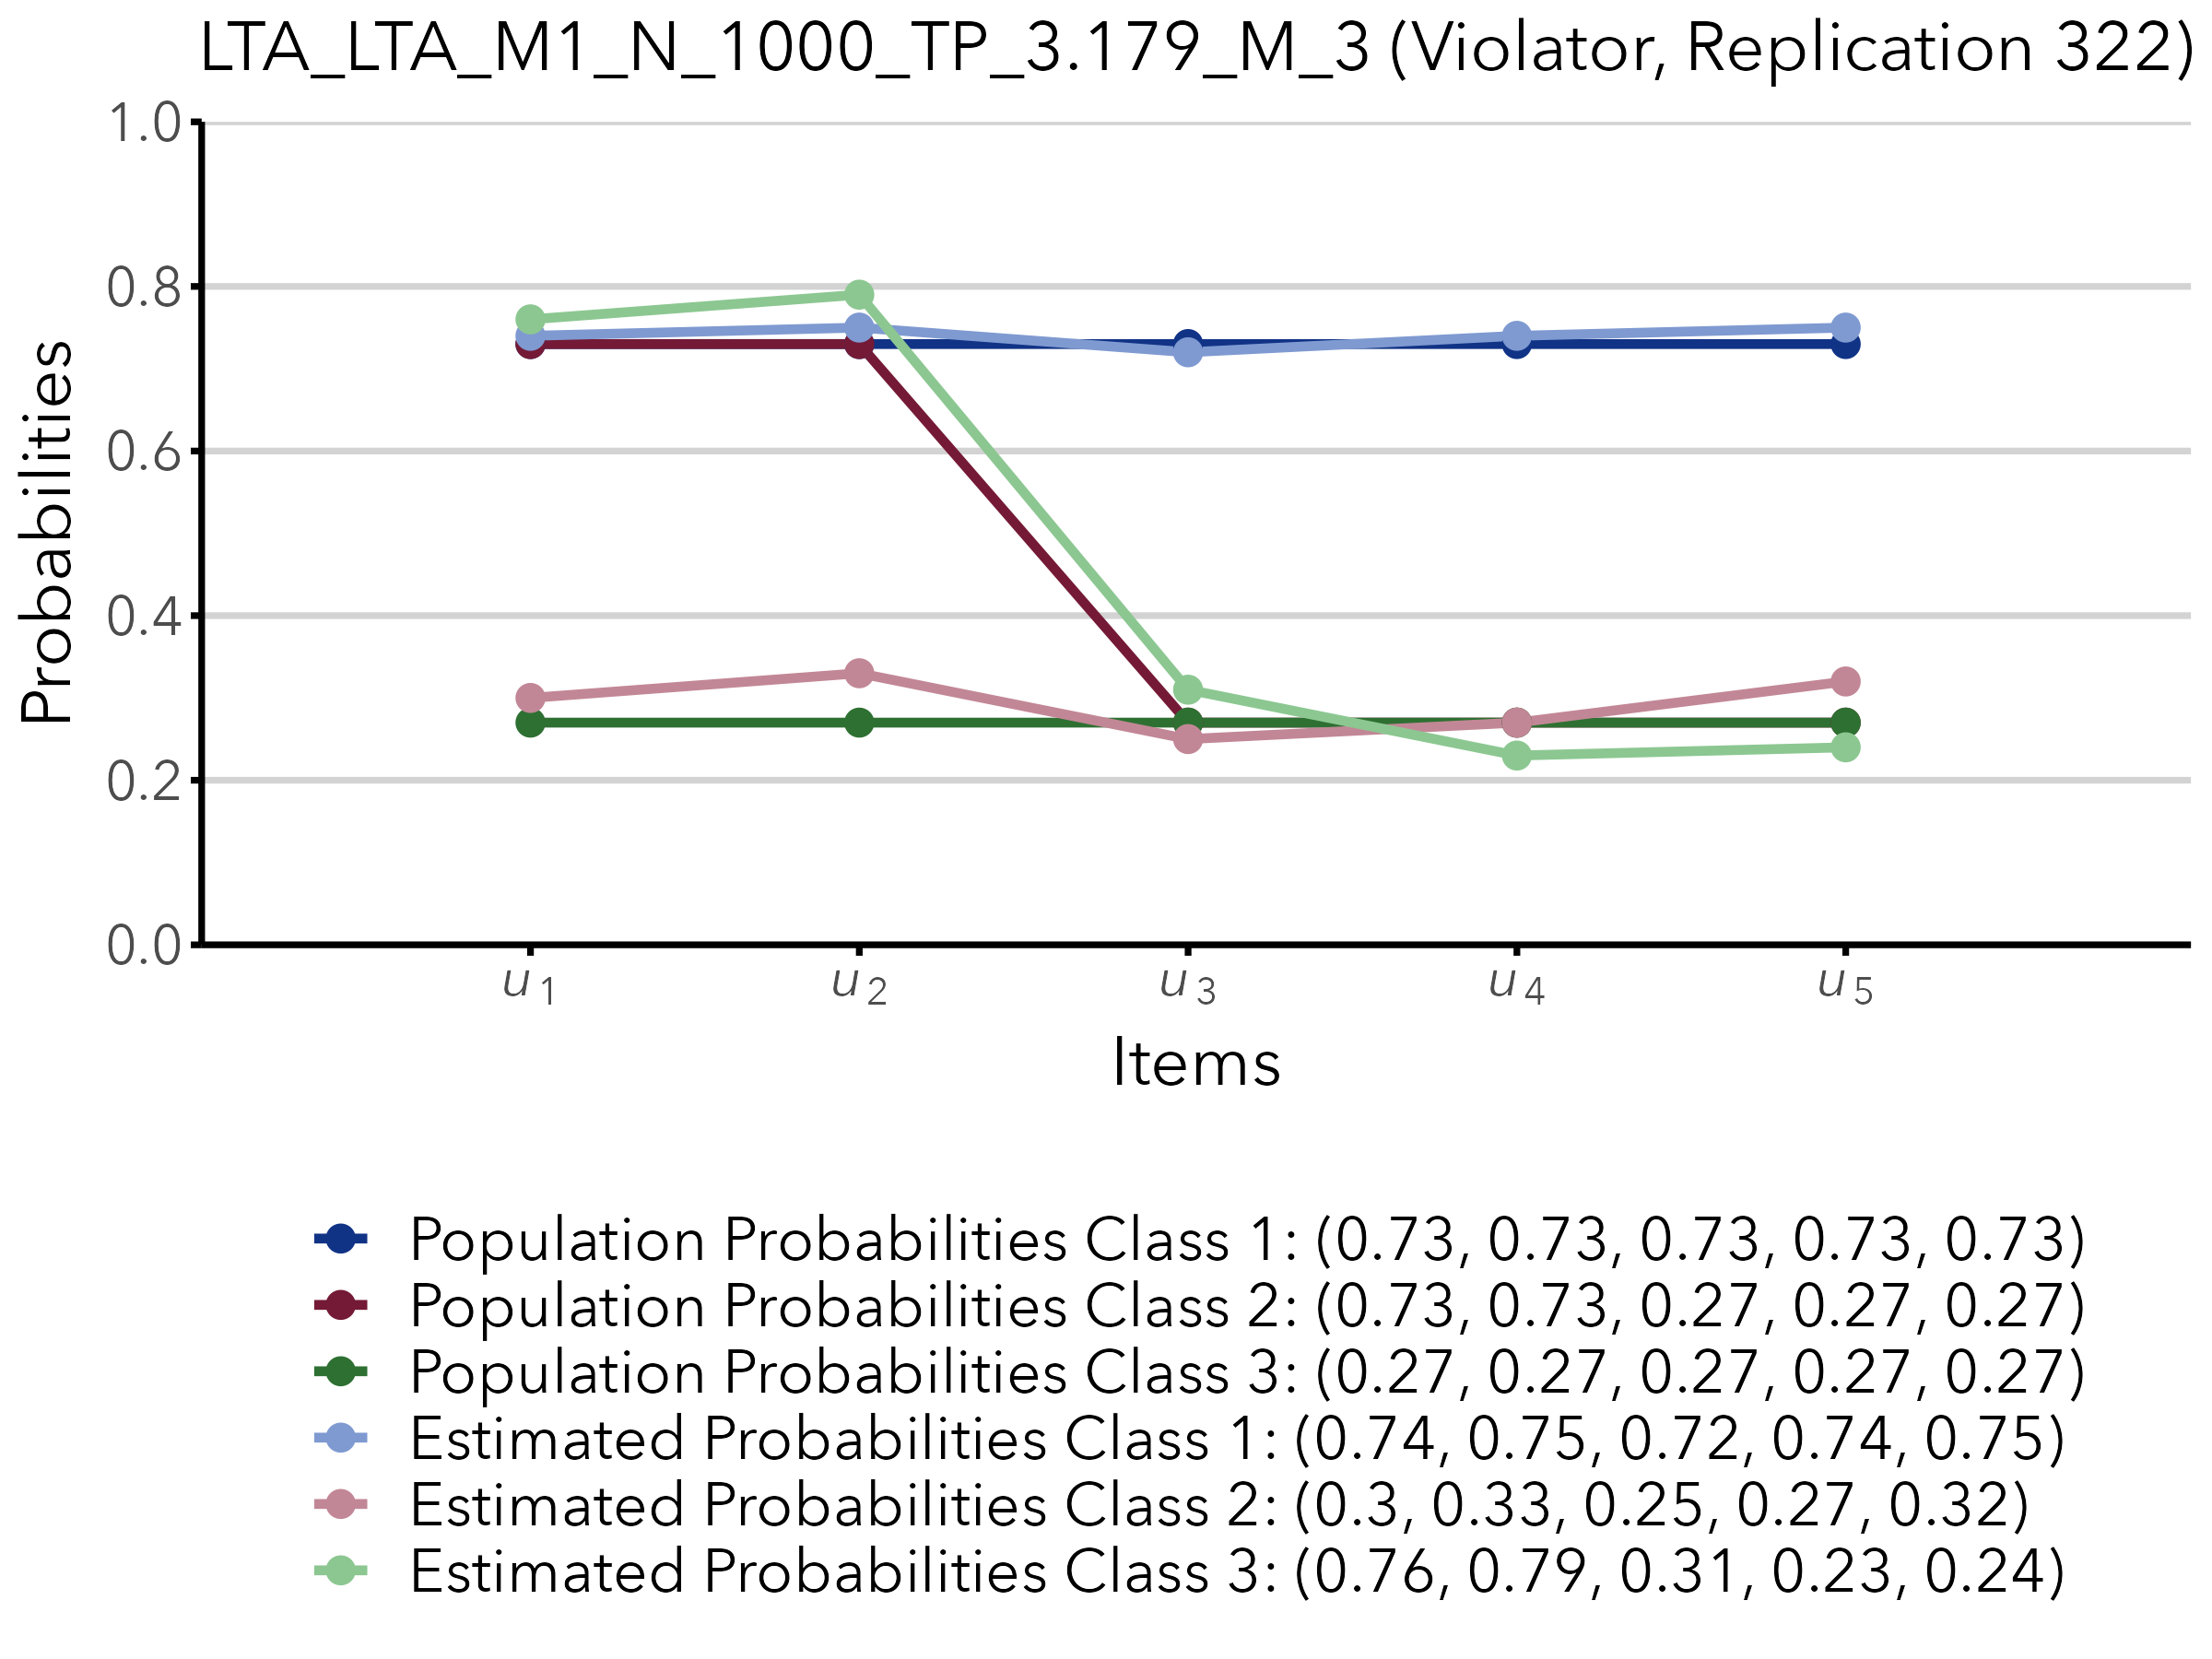 LTA_LTA_M1_N_1000_TP_3.179_M_3 (Violator, Replication 322)
1.0
0.8
0.6
0.4
0.2
0.0
Probabilities
u1 u2 u3 u4 u5
Items
Population Probabilities Class 1: (0.73, 0.73, 0.73, 0.73, 0.73)
Population Probabilities Class 2: (0.73, 0.73, 0.27, 0.27, 0.27)
Population Probabilities Class 3: (0.27, 0.27, 0.27, 0.27, 0.27)
Estimated Probabilities Class 1: (0.74, 0.75, 0.72, 0.74, 0.75)
Estimated Probabilities Class 2: (0.3, 0.33, 0.25, 0.27, 0.32)
Estimated Probabilities Class 3: (0.76, 0.79, 0.31, 0.23, 0.24)